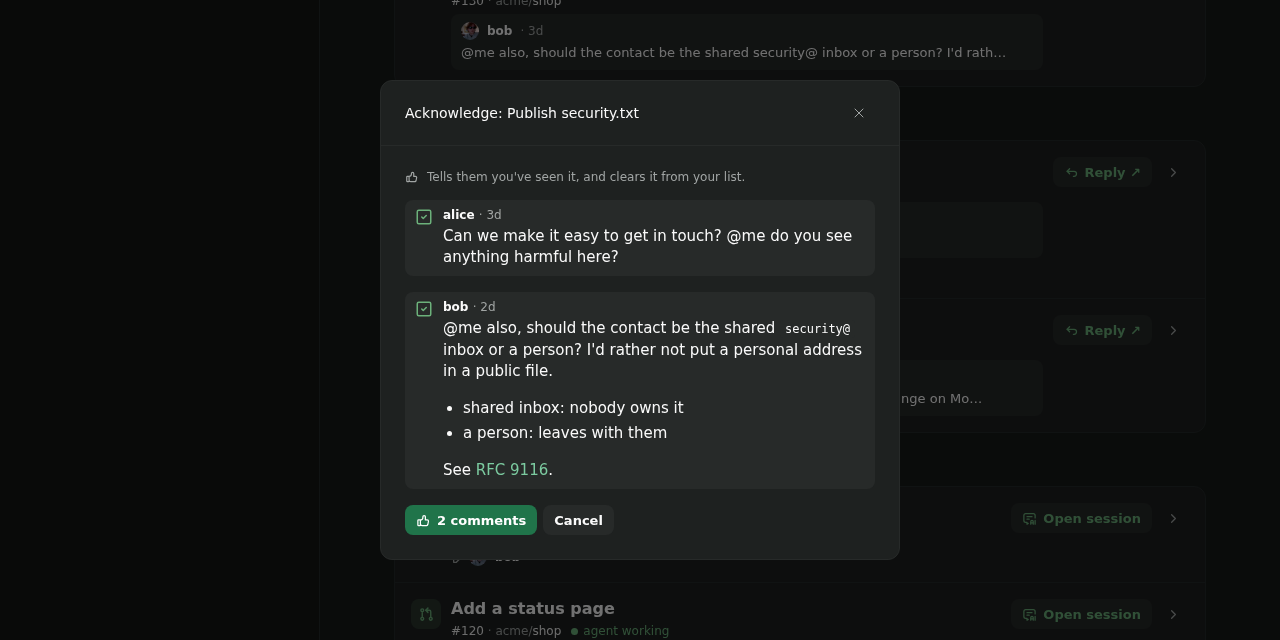 #130 · acme/shop
bob · 3d
@me also, should the contact be the shared security@ inbox or a person? I'd rath…
Acknowledge: Publish security.txt
Tells them you've seen it, and clears it from your list.
Reply ↗
alice · 3d
Can we make it easy to get in touch? @me do you see
anything harmful here?
bob · 2d
@me also, should the contact be the shared security@
inbox or a person? I'd rather not put a personal address
in a public file.
Reply ↗
nge on Mo…
• shared inbox: nobody owns it
• a person: leaves with them
See RFC 9116.
2 comments
Cancel
Open session
bob
Add a status page
#120 · acme/shop ● agent working
Open session